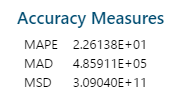 Accuracy Measures
MAPE 2.26138E+01
MAD 4.85911E+05
MSD 3.09040E+11